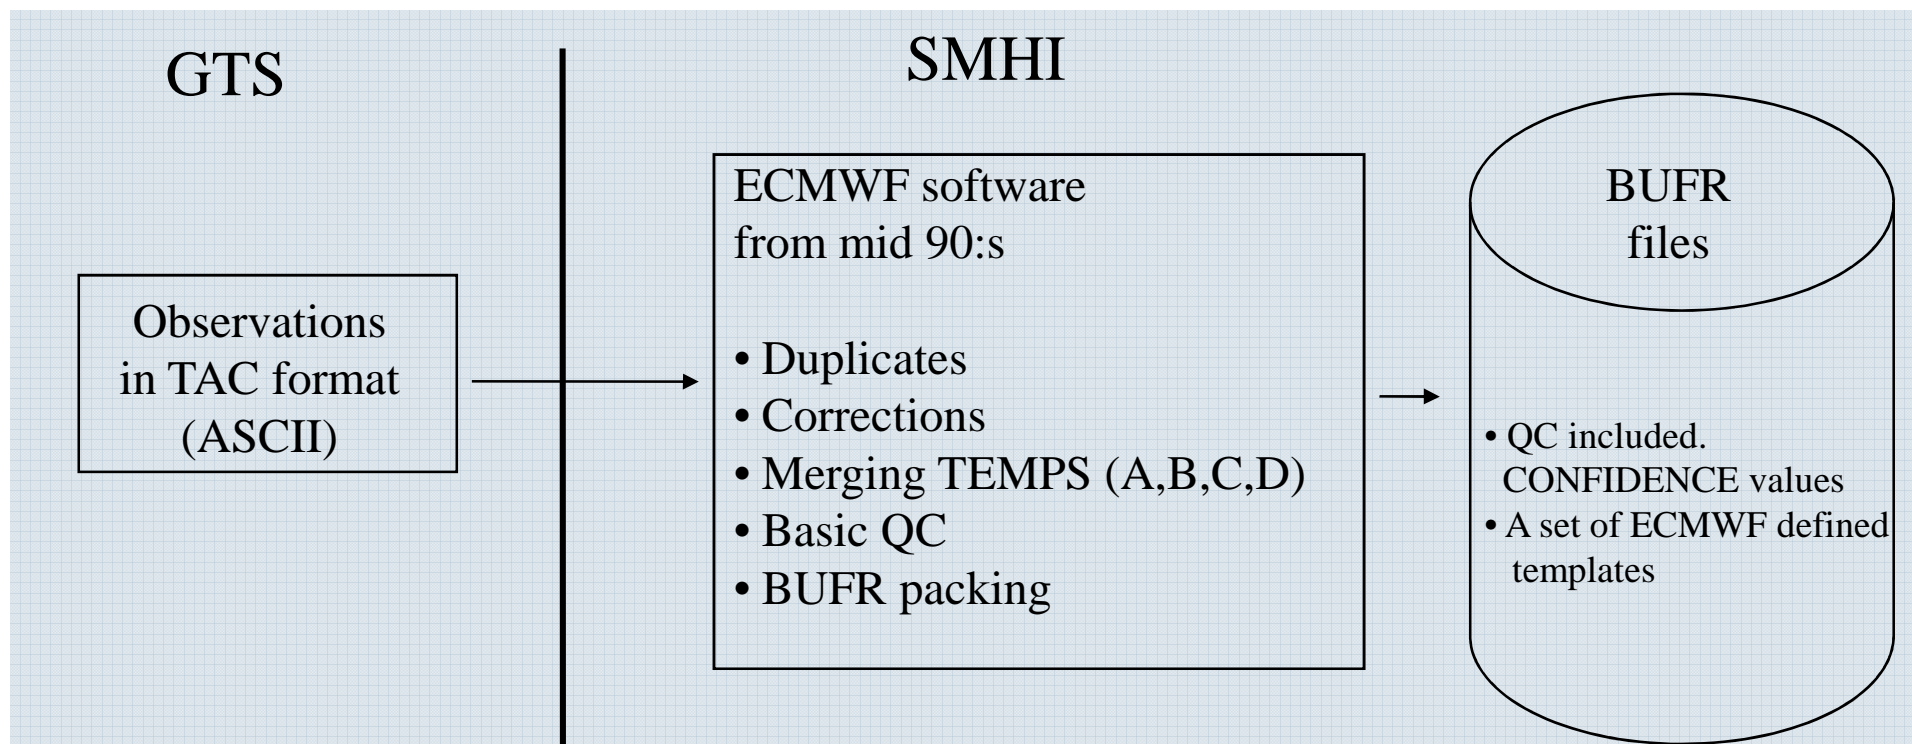 GTS
SMHI
Observations
in TAC format
(ASCII)
ECMWF software
from mid 90:s
• Duplicates
• Corrections
• Merging TEMPS (A,B,C,D)
• Basic QC
• BUFR packing
BUFR
files
• QC included.
CONFIDENCE values
• A set of ECMWF defined
templates